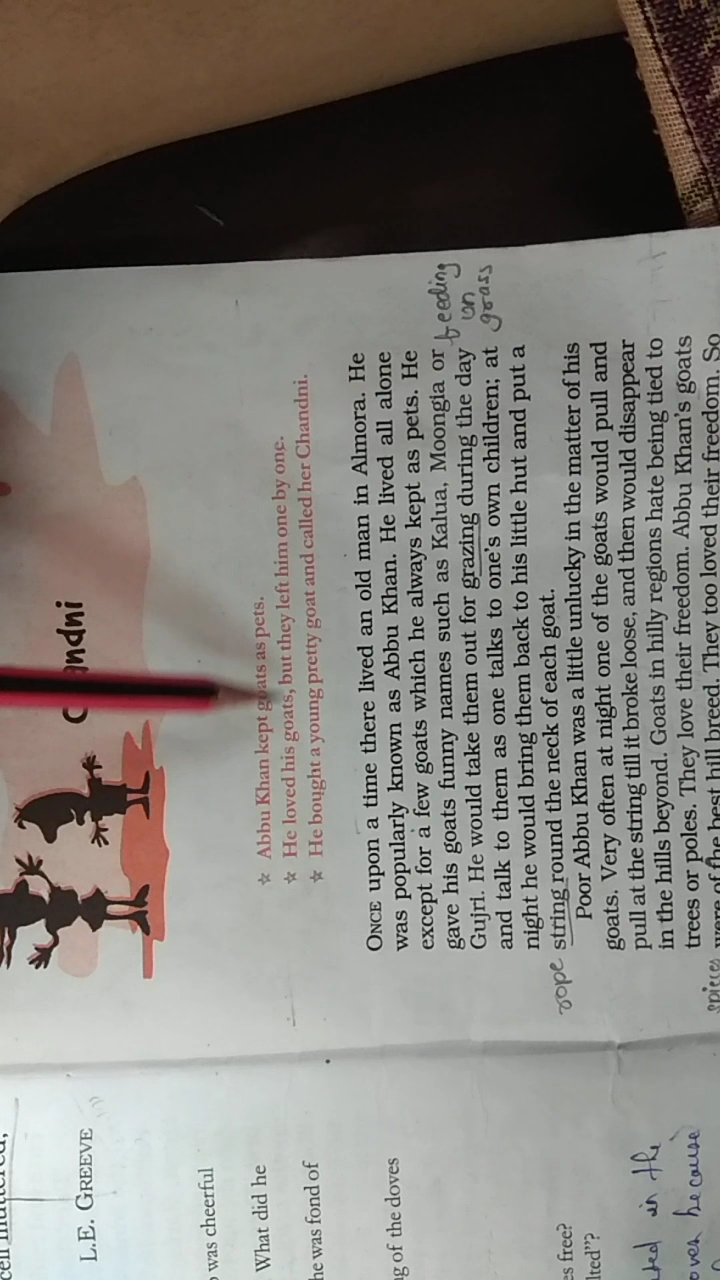 ndni
★ Abbu Khan kept goats as pets.
★ He loved his goats, but they left him one by one.
★ He bought a young pretty goat and called her Chandni.
ONCE upon a time there lived an old man in Almora. He
was popularly known as Abbu Khan. He lived all alone
except for a few goats which he always kept as pets. He
gave his goats funny names such as Kalua, Moongia or
Gujri. He would take them out for grazing during the day
and talk to them as one talks to one's own children; at
night he would bring them back to his little hut and put a
string round the neck of each goat.
Poor Abbu Khan was a little unlucky in the matter of his
goats. Very often at night one of the goats would pull and
pull at the string till it broke loose, and then would disappear
in the hills beyond. Goats in hilly regions hate being tied to
trees or poles. They love their freedom. Abbu Khan's goats
were of the best hill breed. They too loved their freedom. So
feeding
on
grass
rope
L.E. GREEVE
was cheerful
What did he
he was fond of
of the doves
free?
in the
because